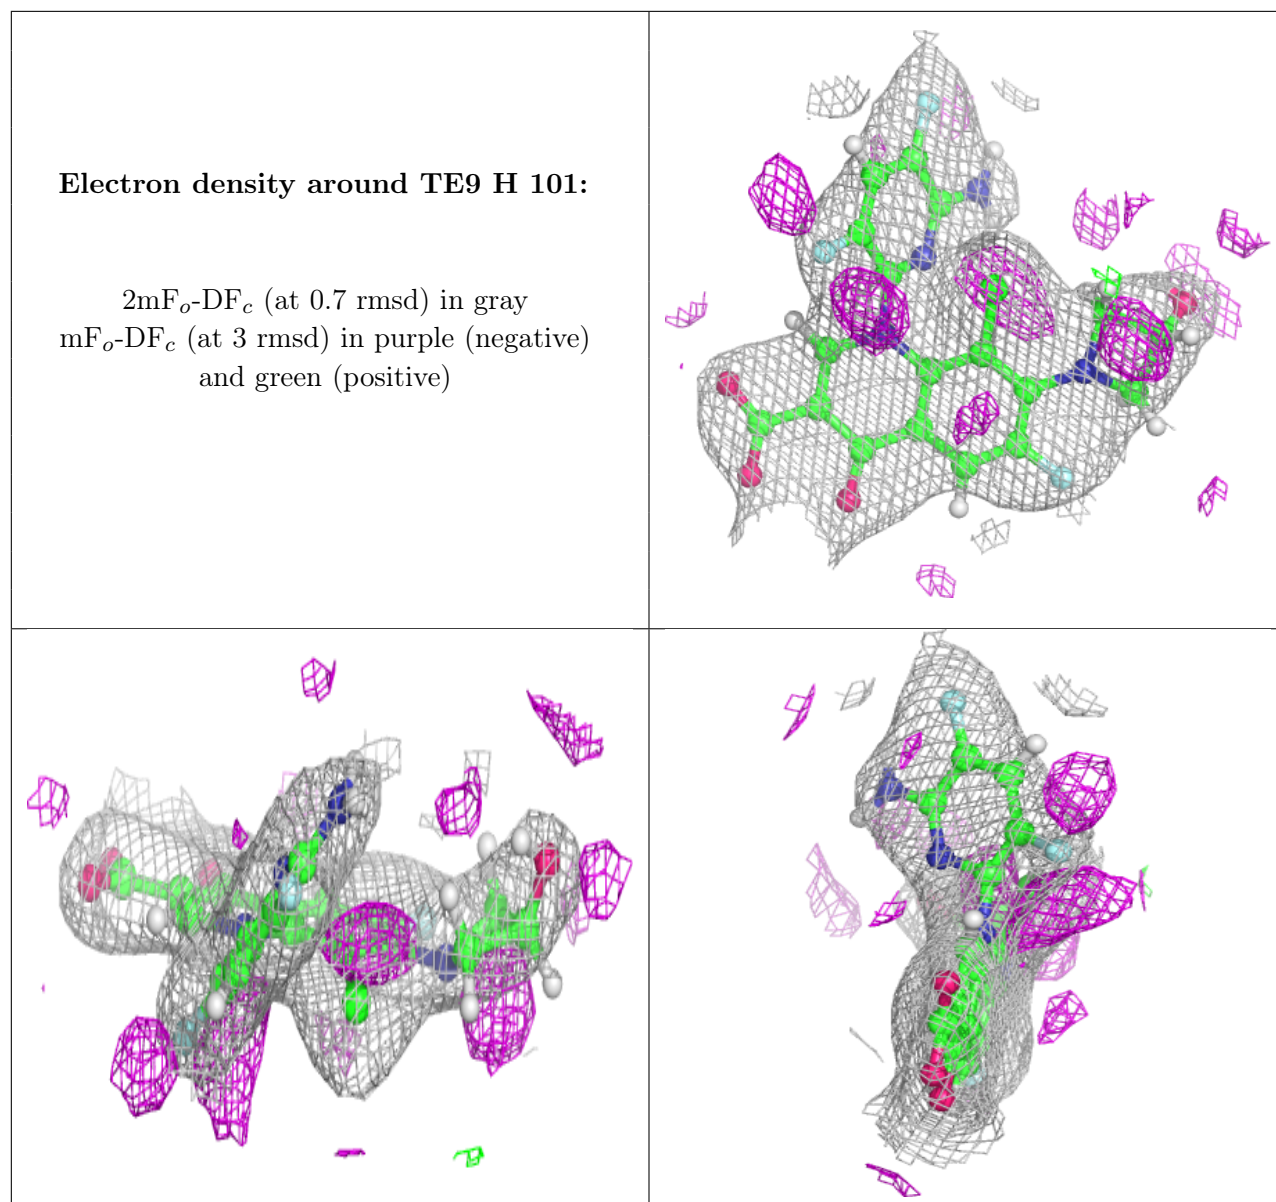 Electron density around TE9 H 101:
2mFo-DFc (at 0.7 rmsd) in gray
mFo-DFc (at 3 rmsd) in purple (negative)
and green (positive)